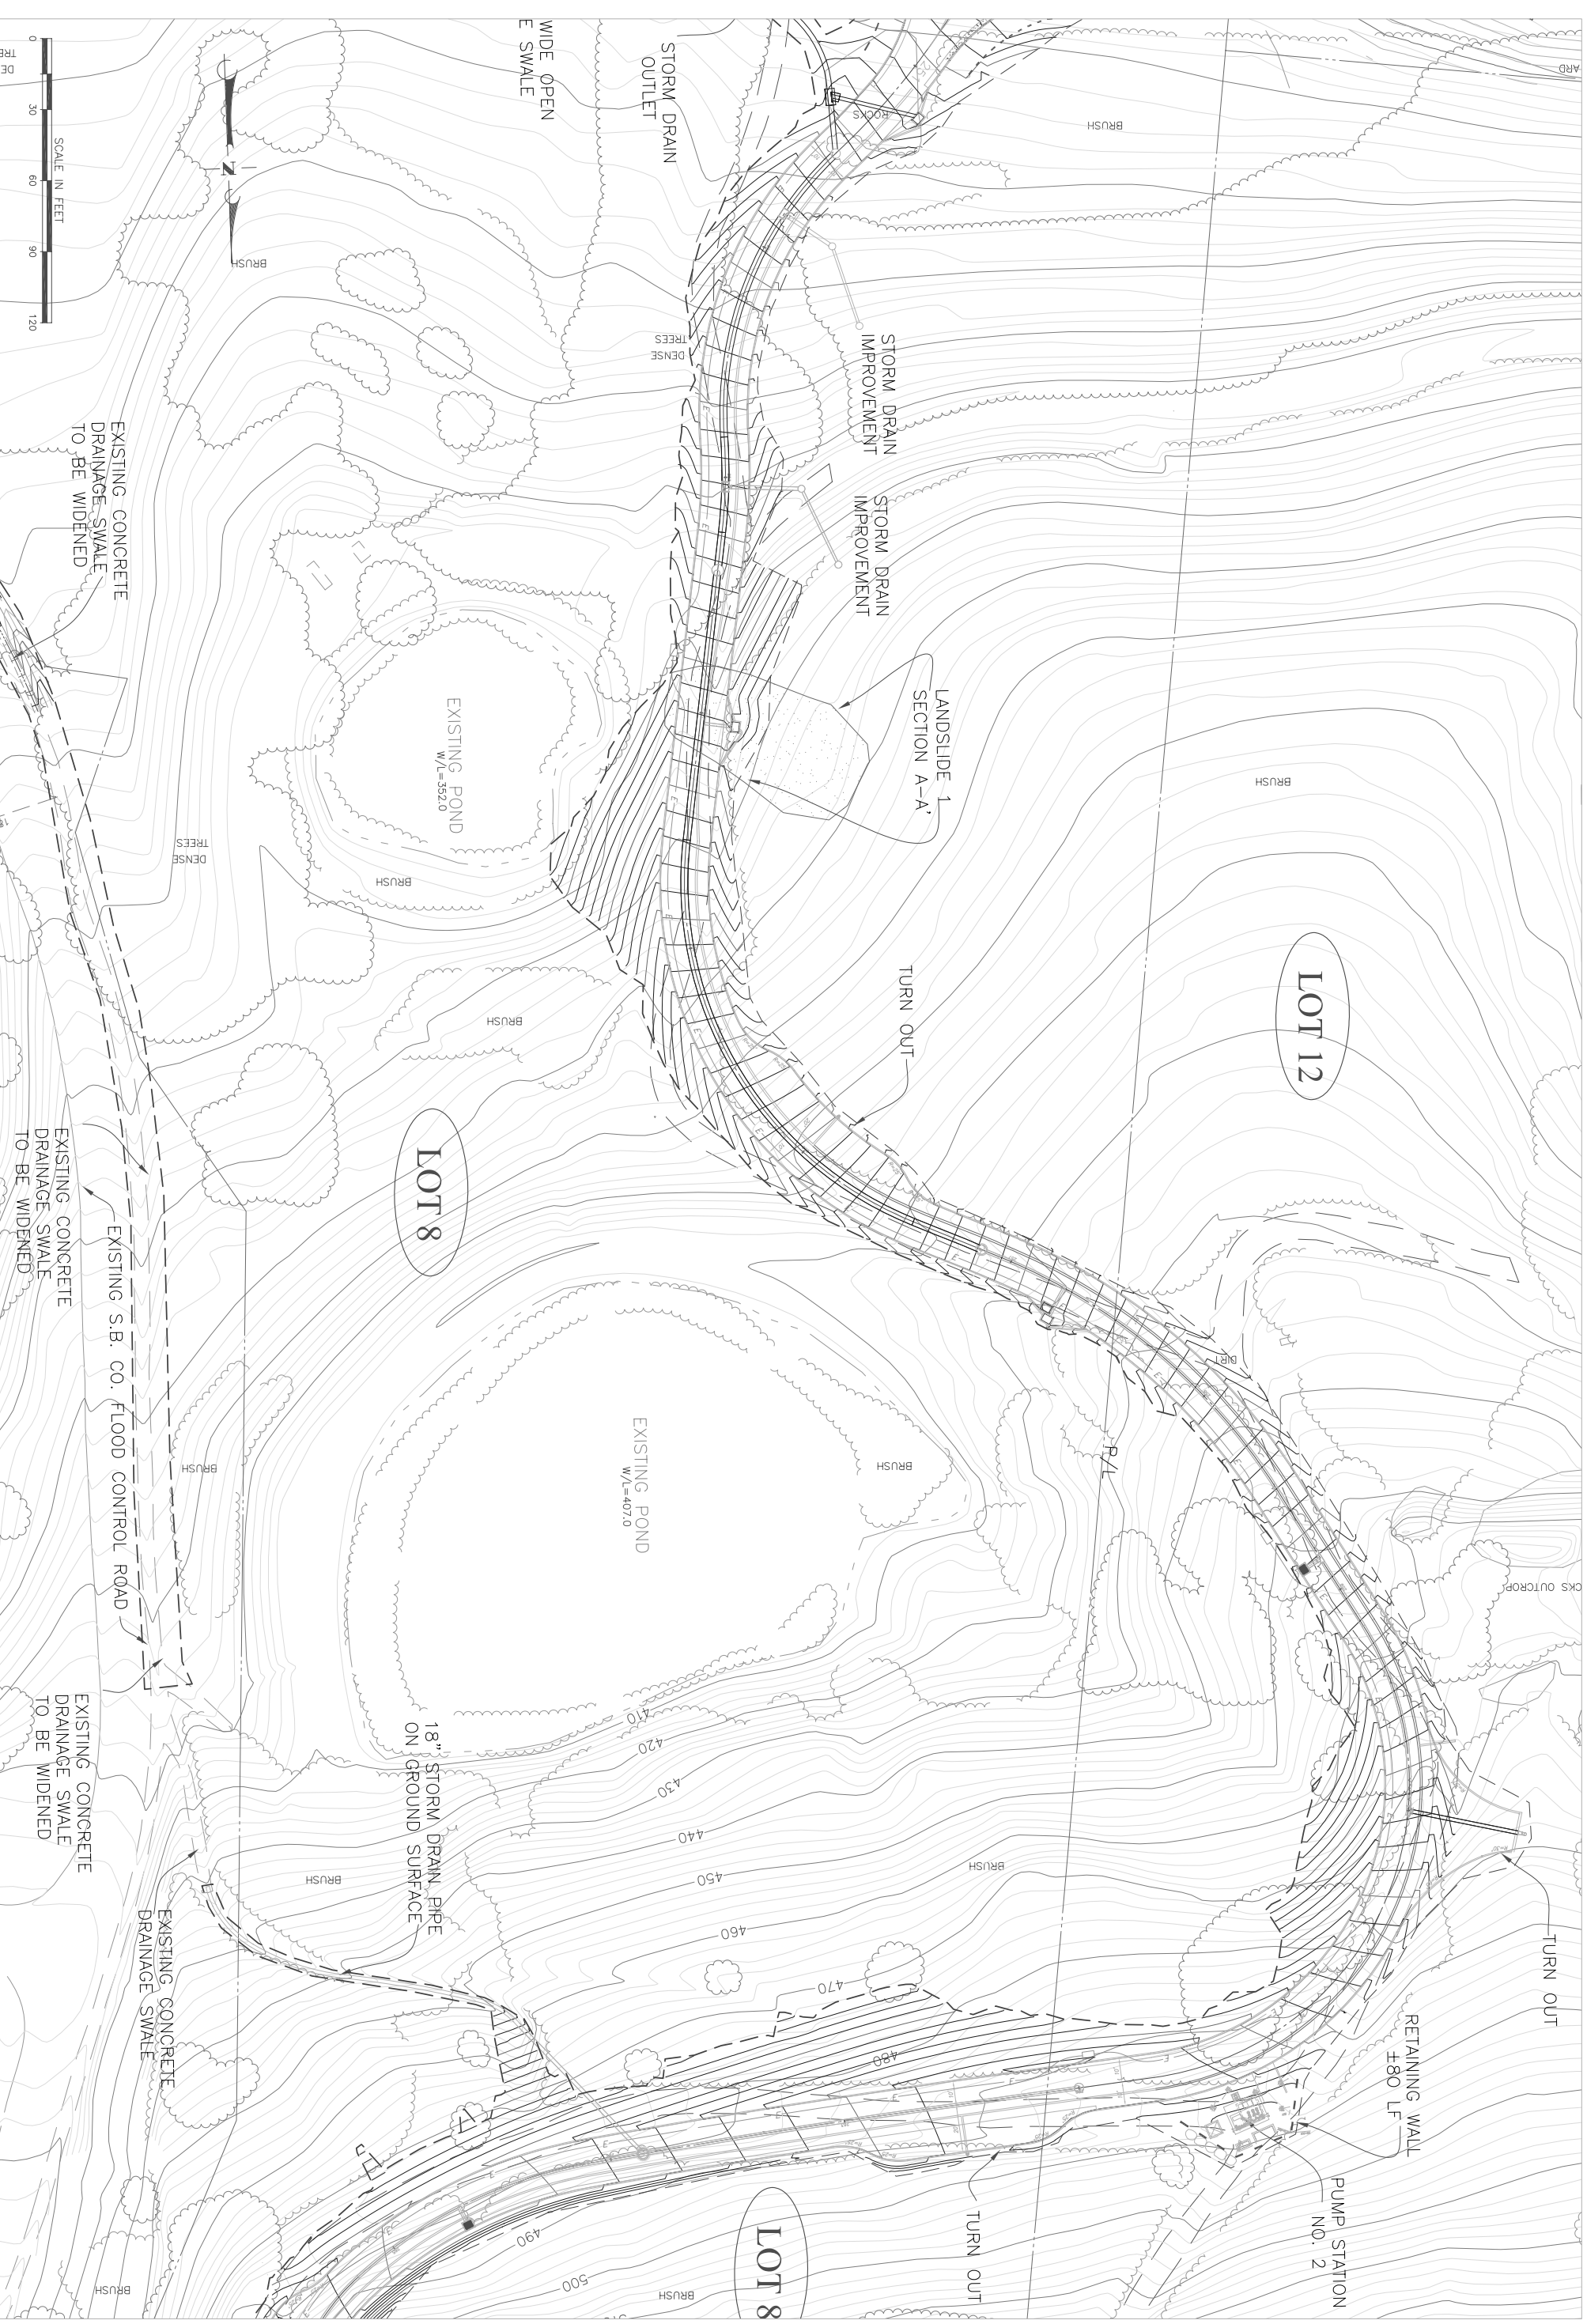 WIDE OPEN
E SWALE
STORM DRAIN
OUTLET
ROCKS
BRUSH
ARD
TRE
DE
0
30
60
90
120
SCALE IN FEET
N
BRUSH
STORM DRAIN
IMPROVEMENT
DENSE
TREES
EXISTING CONCRETE
DRAINAGE SWALE
TO BE WIDENED
STORM DRAIN
IMPROVEMENT
EXISTING POND
W/L=352.0
LANDSLIDE 1
SECTION A-A'
BRUSH
DENSE
TREES
BRUSH
BRUSH
TURN OUT
LOT 12
LOT 8
EXISTING CONCRETE
DRAINAGE SWALE
TO BE WIDENED
EXISTING S.B. CO. FLOOD CONTROL ROAD
DIRT
P/L
BRUSH
EXISTING POND
W/L=407.0
BRUSH
CKS OUTCROP
EXISTING CONCRETE
DRAINAGE SWALE
TO BE WIDENED
18" STORM DRAIN PIPE
ON GROUND SURFACE
410
420
430
440
450
460
470
480
490
500
BRUSH
BRUSH
TURN OUT
EXISTING CONCRETE
DRAINAGE SWALE
RETAINING WALL
±80 LF
PUMP STATION
NO. 2
TURN OUT
LOT 8
BRUSH
BRUSH